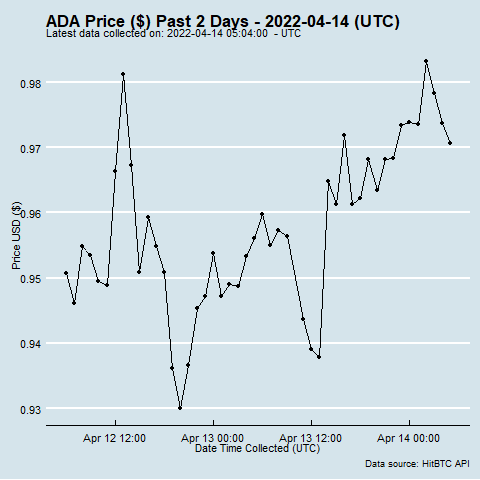 ADA Price ($) Past 2 Days - 2022-04-14 (UTC)
Latest data collected on: 2022-04-14 05:04:00  - UTC
Price USD ($)
0.98
0.97
0.96
0.95
0.94
0.93
Apr 12 12:00
Apr 13 00:00
Apr 13 12:00
Apr 14 00:00
Date Time Collected (UTC)
Data source: HitBTC API